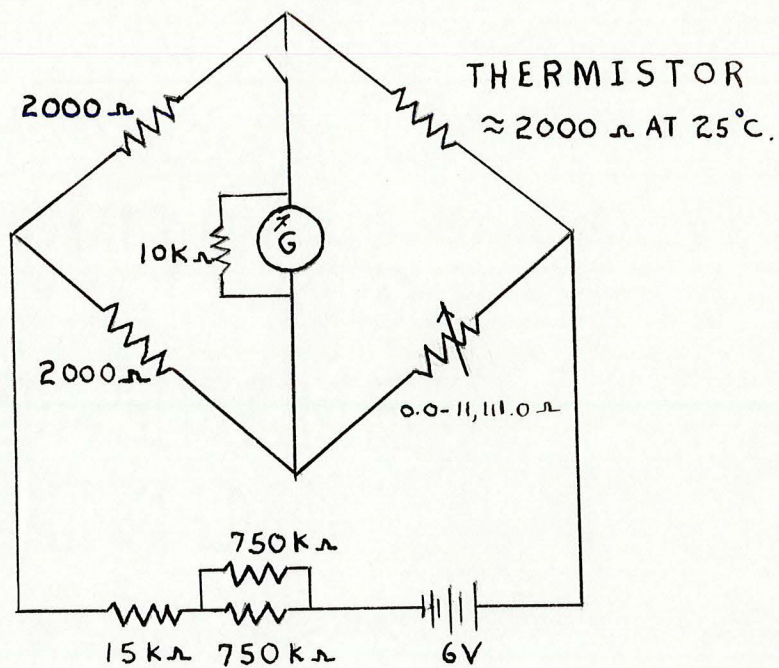 THERMISTOR
≈ 2000 Ω AT 25°C.
2000 Ω
G
10K Ω
2000 Ω
0.0-11,111.0 Ω
750K Ω
15K Ω 750K Ω 6V